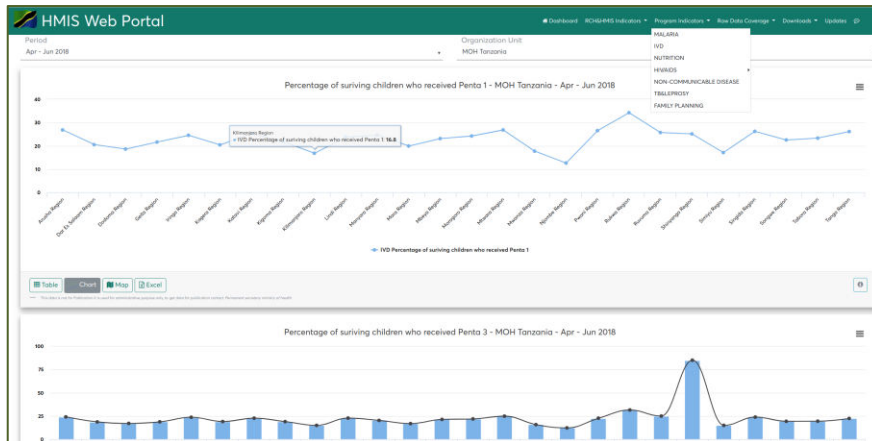 HMIS Web Portal
Dashboard RCH&HMIS Indicators Program Indicators Raw Data Coverage Downloads Updates
Period
Apr - Jun 2018
Organization Unit
MOH Tanzania
MALARIA
IVD
NUTRITION
HIV/AIDS
NON-COMMUNICABLE DISEASE
TB&LEPROSY
FAMILY PLANNING
Percentage of suriving children who received Penta 1 - MOH Tanzania - Apr - Jun 2018
40
30
20
10
0
Kilimanjaro Region
IVD Percentage of suriving children who received Penta 1: 16.8
Arusha Region
Dar Es Salaam Region
Dodoma Region
Geita Region
Iringa Region
Kagera Region
Katavi Region
Kigoma Region
Kilimanjaro Region
Lindi Region
Manyara Region
Mara Region
Mbeya Region
Morogoro Region
Mtwara Region
Mwanza Region
Njombe Region
Pwani Region
Rukwa Region
Ruvuma Region
Shinyanga Region
Simiyu Region
Singida Region
Songwe Region
Tabora Region
Tanga Region
IVD Percentage of suriving children who received Penta 1
Table Chart Map Excel
Percentage of suriving children who received Penta 3 - MOH Tanzania - Apr - Jun 2018
100
75
50
25
0